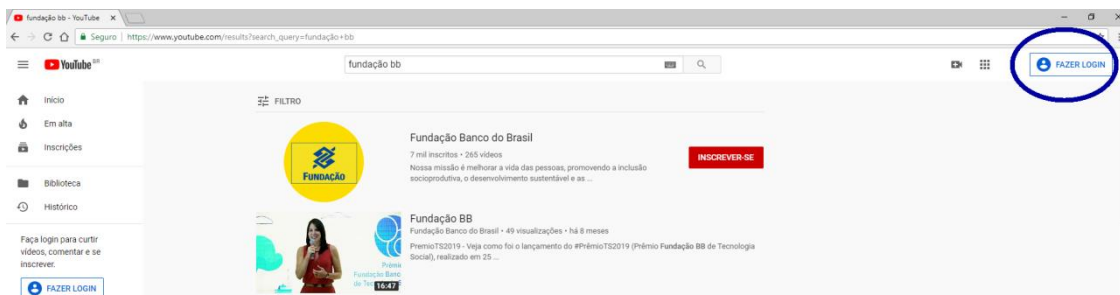 fundação bb - YouTube
Seguro | https://www.youtube.com/results?search_query=fundação+bb
YouTube BR
fundação bb
FAZER LOGIN
Início
Em alta
Inscrições
Biblioteca
Histórico
Faça login para curtir
vídeos, comentar e se
inscrever.
FAZER LOGIN
FILTRO
FUNDAÇÃO
Fundação Banco do Brasil
7 mil inscritos • 265 vídeos
Nossa missão é melhorar a vida das pessoas, promovendo a inclusão
socioprodutiva, o desenvolvimento sustentável e as ...
INSCREVER-SE
Fundação BB
Fundação Banco do Brasil • 49 visualizações • há 8 meses
PremioTS2019 - Veja como foi o lançamento do #PrêmioTS2019 (Prêmio Fundação BB de Tecnologia
Social), realizado em 25 ...
Fundação Banc
16:47